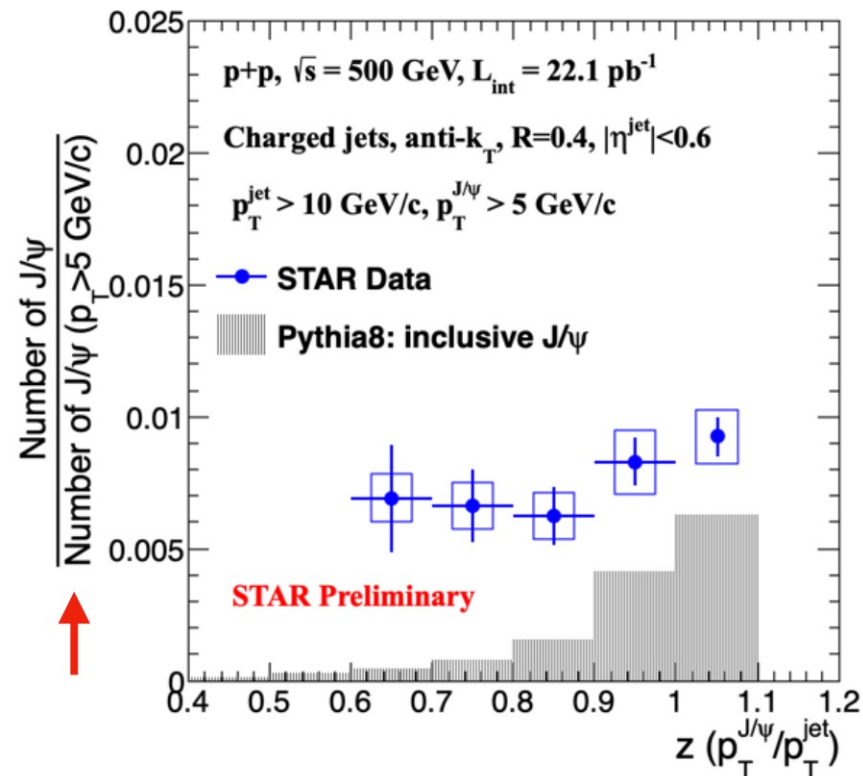 0.025
0.02
0.015
0.01
0.005
0
Number of J/ψ
Number of J/ψ (p_T>5 GeV/c)
p+p, √s = 500 GeV, L_int = 22.1 pb^-1
Charged jets, anti-k_T, R=0.4, |η^jet|<0.6
p_T^jet > 10 GeV/c, p_T^J/ψ > 5 GeV/c
STAR Data
Pythia8: inclusive J/ψ
STAR Preliminary
0.4 0.5 0.6 0.7 0.8 0.9 1 1.1 1.2
z (p_T^J/ψ/p_T^jet)